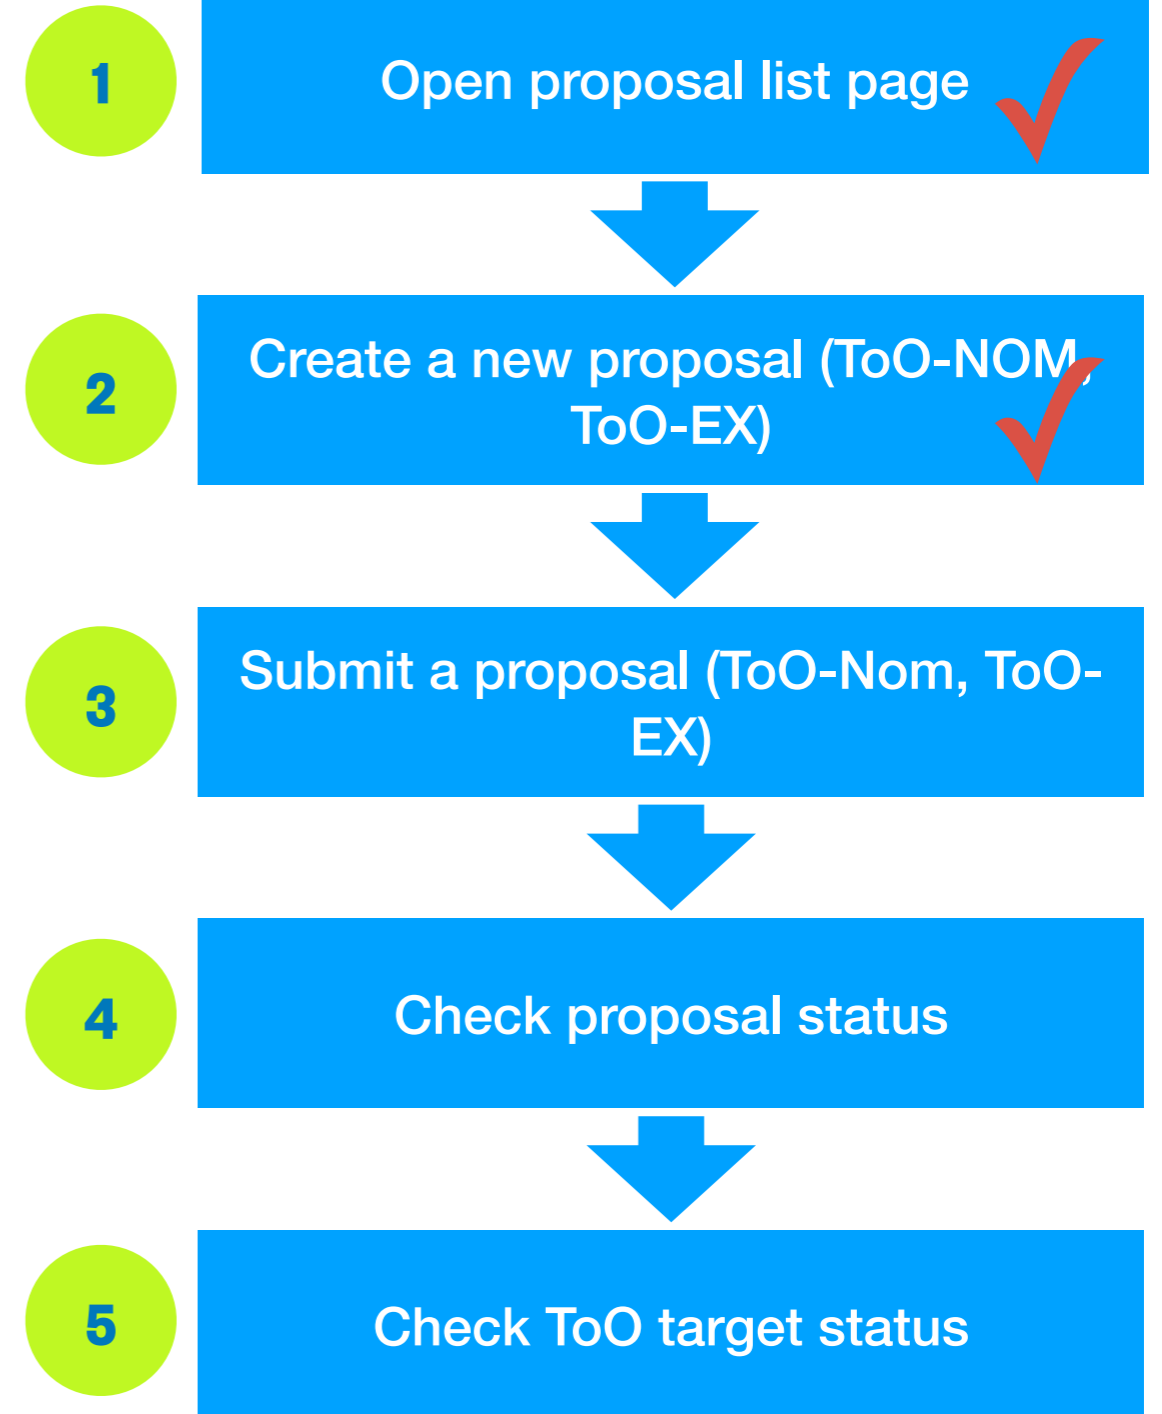 1
Open proposal list page
2
Create a new proposal (ToO-NOM,
ToO-EX)
3
Submit a proposal (ToO-Nom, ToO-
EX)
4
Check proposal status
5
Check ToO target status